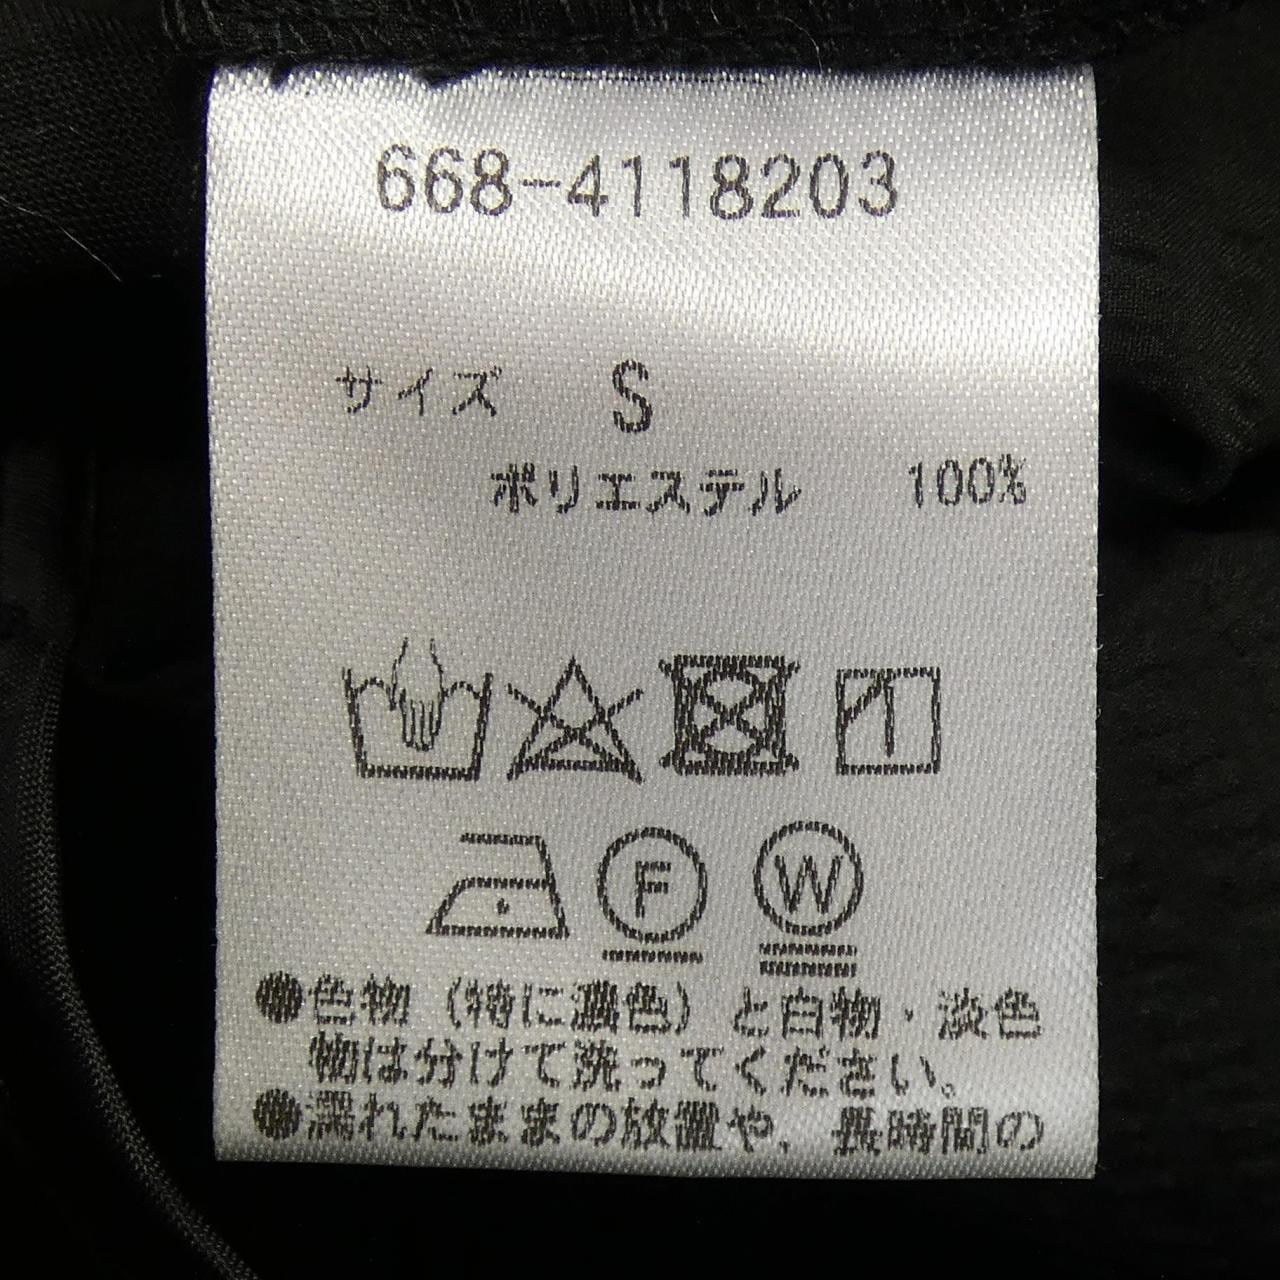 668-4118203
サイズ S
ポリエステル 100%
F W
●色物（特に濃色）と白物・淡色
物は分けて洗ってください。
●濡れたままの放置や、長時間の